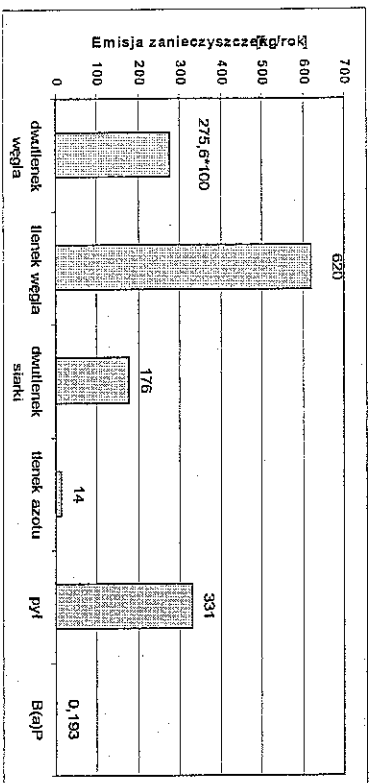 Emisja zanieczyszczeń[kg/rok]
700
600
500
400
300
200
100
0
275,6*100
620
176
14
331
0,193
dwutlenek
węgla
tlenek węgla
dwutlenek
siarki
tlenek azotu
pył
B(a)P